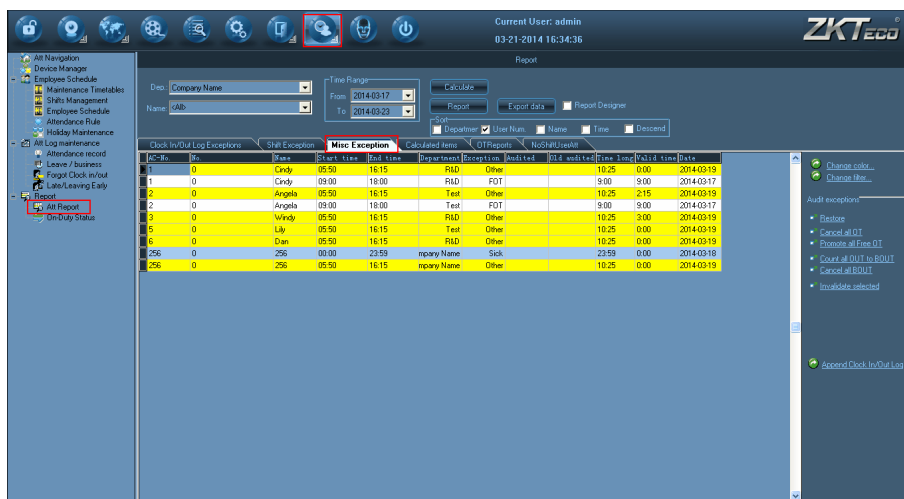 Current User: admin
03-21-2014 16:34:36
ZKTeco
Report
Att Navigation
Device Manager
Employee Schedule
Maintenance Timetables
Shifts Management
Employee Schedule
Attendance Rule
Holiday Maintenance
Att Log maintenance
Attendance record
Leave / business
Forgot Clock in/out
Late/Leaving Early
Report
Att Report
On-Duty Status
Dep.: Company Name
Name: <All>
Time Range
From 2014-03-17
To 2014-03-23
Calculate
Report Export data Report Designer
Sort
Departmer User Num. Name Time Descend
Clock In/Out Log Exceptions Shift Exception Misc Exception Calculated items OTReports NoShiftUserAtt
AC-No. No. Name Start time End time Department Exception Audited Old audited Time long Valid time Date
1 0 Cindy 05:50 16:15 R&D Other 10:25 0:00 2014-03-19
1 0 Cindy 09:00 18:00 R&D FOT 9:00 9:00 2014-03-17
2 0 Angela 05:50 16:15 Test Other 10:25 2:15 2014-03-19
2 0 Angela 09:00 18:00 Test FOT 9:00 9:00 2014-03-17
3 0 Windy 05:50 16:15 R&D Other 10:25 3:00 2014-03-19
5 0 Lily 05:50 16:15 Test Other 10:25 0:00 2014-03-19
6 0 Dan 05:50 16:15 R&D Other 10:25 0:00 2014-03-19
256 0 256 00:00 23:59 mpany Name Sick 23:59 0:00 2014-03-18
256 0 256 05:50 16:15 mpany Name Other 10:25 0:00 2014-03-19
Change color...
Change filter...
Audit exceptions
Restore
Cancel all OT
Promote all Free OT
Count all OUT to BOUT
Cancel all BOUT
Invalidate selected
Append Clock In/Out Log